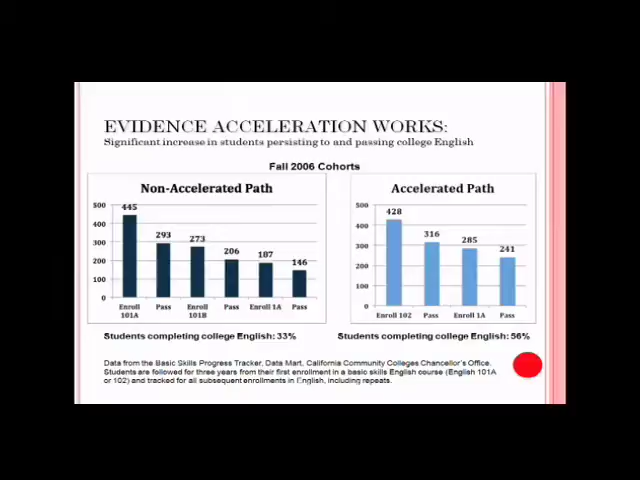 EVIDENCE ACCELERATION WORKS:
Significant increase in students persisting to and passing college English
Fall 2006 Cohorts
Non-Accelerated Path
500
400
300
200
100
0
445
293
273
206
187
146
Enroll 101A
Pass
Enroll 101B
Pass
Enroll 1A
Pass
Students completing college English: 33%
Accelerated Path
500
400
300
200
100
0
428
316
285
241
Enroll 102
Pass
Enroll 1A
Pass
Students completing college English: 56%
Data from the Basic Skills Progress Tracker, Data Mart, California Community Colleges Chancellor's Office.
Students are followed for three years from their first enrollment in a basic skills English course (English 101A
or 102) and tracked for all subsequent enrollments in English, including repeats.